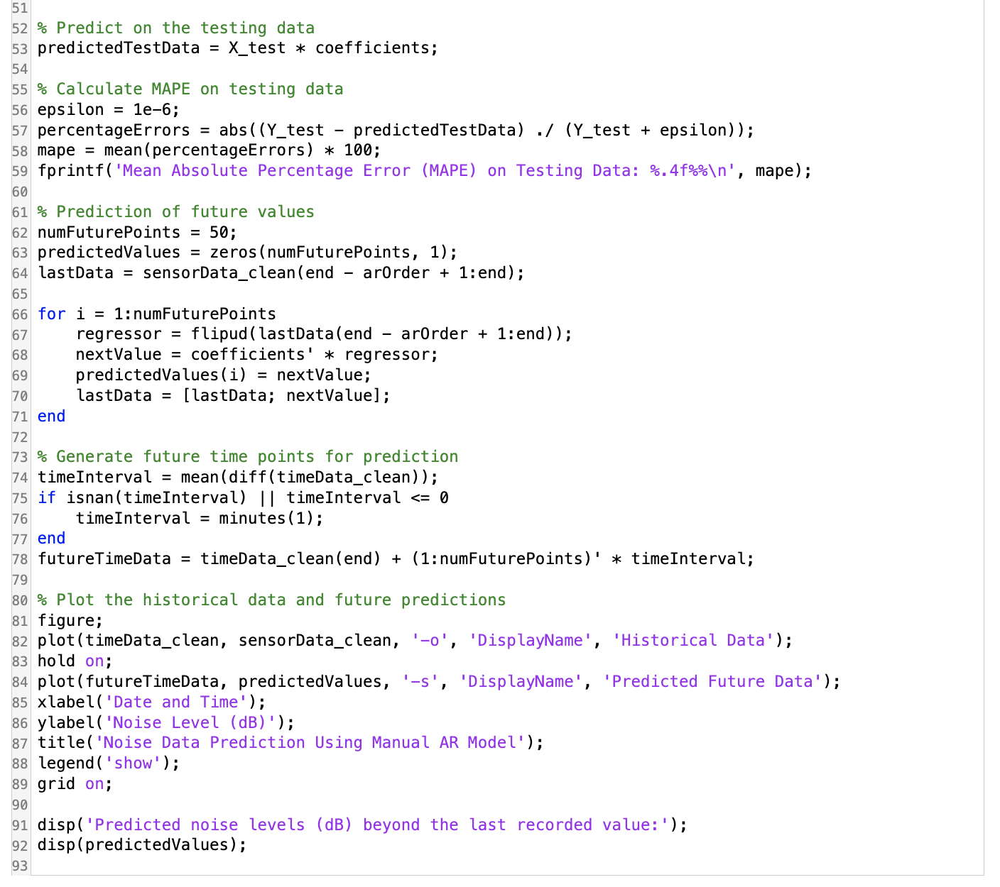 51
52 % Predict on the testing data
53 predictedTestData = X_test * coefficients;
54
55 % Calculate MAPE on testing data
56 epsilon = 1e-6;
57 percentageErrors = abs((Y_test - predictedTestData) ./ (Y_test + epsilon));
58 mape = mean(percentageErrors) * 100;
59 fprintf('Mean Absolute Percentage Error (MAPE) on Testing Data: %.4f%%\n', mape);
60
61 % Prediction of future values
62 numFuturePoints = 50;
63 predictedValues = zeros(numFuturePoints, 1);
64 lastData = sensorData_clean(end - arOrder + 1:end);
65
66 for i = 1:numFuturePoints
67     regressor = flipud(lastData(end - arOrder + 1:end));
68     nextValue = coefficients' * regressor;
69     predictedValues(i) = nextValue;
70     lastData = [lastData; nextValue];
71 end
72
73 % Generate future time points for prediction
74 timeInterval = mean(diff(timeData_clean));
75 if isnan(timeInterval) || timeInterval <= 0
76     timeInterval = minutes(1);
77 end
78 futureTimeData = timeData_clean(end) + (1:numFuturePoints)' * timeInterval;
79
80 % Plot the historical data and future predictions
81 figure;
82 plot(timeData_clean, sensorData_clean, '-o', 'DisplayName', 'Historical Data');
83 hold on;
84 plot(futureTimeData, predictedValues, '-s', 'DisplayName', 'Predicted Future Data');
85 xlabel('Date and Time');
86 ylabel('Noise Level (dB)');
87 title('Noise Data Prediction Using Manual AR Model');
88 legend('show');
89 grid on;
90
91 disp('Predicted noise levels (dB) beyond the last recorded value:');
92 disp(predictedValues);
93